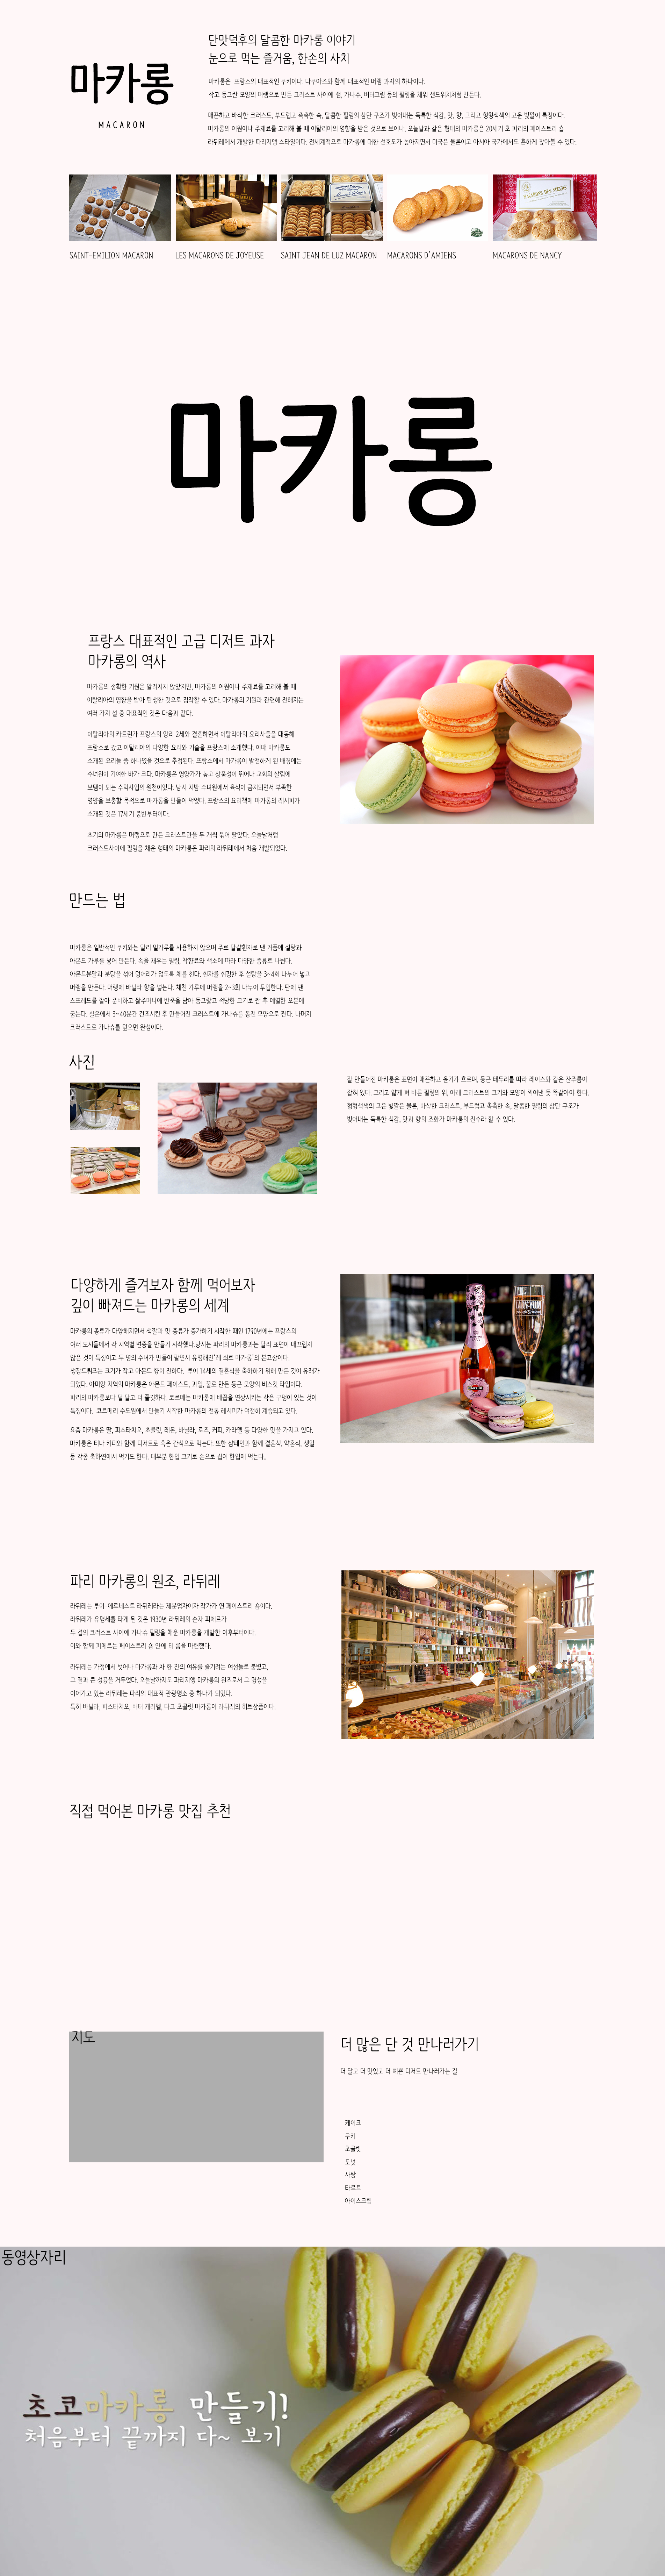 마카롱
MACARON
단맛덕후의 달콤한 마카롱 이야기
눈으로 먹는 즐거움, 한손의 사치
마카롱은 프랑스의 대표적인 쿠키이다. 다쿠아즈와 함께 대표적인 머랭 과자의 하나이다.
작고 동그란 모양의 머랭으로 만든 크러스트 사이에 잼, 가나슈, 버터크림 등의 필링을 채워 샌드위치처럼 만든다.
매끈하고 바삭한 크러스트, 부드럽고 촉촉한 속, 달콤한 필링의 삼단 구조가 빚어내는 독특한 식감, 맛, 향, 그리고 형형색색의 고운 빛깔이 특징이다.
마카롱의 어원이나 주재료를 고려해 볼 때 이탈리아의 영향을 받은 것으로 보이나, 오늘날과 같은 형태의 마카롱은 20세기 초 파리의 페이스트리 숍
라뒤레에서 개발한 파리지앵 스타일이다. 전세계적으로 마카롱에 대한 선호도가 높아지면서 미국은 물론이고 아시아 국가에서도 흔하게 찾아볼 수 있다.
SAINT-EMILION MACARON
LES MACARONS DE JOYEUSE
SAINT JEAN DE LUZ MACARON
MACARONS D'AMIENS
MACARONS DE NANCY
마카롱
프랑스 대표적인 고급 디저트 과자
마카롱의 역사
마카롱의 정확한 기원은 알려지지 않았지만, 마카롱의 어원이나 주재료를 고려해 볼 때
이탈리아의 영향을 받아 탄생한 것으로 짐작할 수 있다. 마카롱의 기원과 관련해 전해지는
여러 가지 설 중 대표적인 것은 다음과 같다.
이탈리아의 카트린가 프랑스의 앙리 2세와 결혼하면서 이탈리아의 요리사들을 대동해
프랑스로 갔고 이탈리아의 다양한 요리와 기술을 프랑스에 소개했다. 이때 마카롱도
소개된 요리들 중 하나였을 것으로 추정된다. 프랑스에서 마카롱이 발전하게 된 배경에는
수녀원이 기여한 바가 크다. 마카롱은 영양가가 높고 상품성이 뛰어나 교회의 살림에
보탬이 되는 수익사업의 원천이었다. 남시 지방 수녀원에서 육식이 금지되면서 부족한
영양을 보충할 목적으로 마카롱을 만들어 먹었다. 프랑스의 요리책에 마카롱의 레시피가
소개된 것은 17세기 중반부터이다.
초기의 마카롱은 머랭으로 만든 크러스트만을 두 개씩 묶어 팔았다. 오늘날처럼
크러스트사이에 필링을 채운 형태의 마카롱은 파리의 라뒤레에서 처음 개발되었다.
만드는 법
마카롱은 일반적인 쿠키와는 달리 밀가루를 사용하지 않으며 주로 달걀흰자로 낸 거품에 설탕과
아몬드 가루를 넣어 만든다. 속을 채우는 필링, 착향료와 색소에 따라 다양한 종류로 나뉜다.
아몬드분말과 분당을 섞어 덩어리가 없도록 체를 친다. 흰자를 휘핑한 후 설탕을 3~4회 나누어 넣고
머랭을 만든다. 머랭에 바닐라 향을 넣는다. 체친 가루에 머랭을 2~3회 나누어 투입한다. 판에 팬
스프레드를 깔아 준비하고 짤주머니에 반죽을 담아 동그랗고 적당한 크기로 짠 후 예열한 오븐에
굽는다. 실온에서 3~40분간 건조시킨 후 만들어진 크러스트에 가나슈를 동전 모양으로 짠다. 나머지
크러스트로 가나슈를 덮으면 완성이다.
사진
잘 만들어진 마카롱은 표면이 매끈하고 윤기가 흐르며, 둥근 테두리를 따라 레이스와 같은 잔주름이
잡혀 있다. 그리고 얇게 펴 바른 필링의 위, 아래 크러스트의 크기와 모양이 찍어낸 듯 똑같아야 한다.
형형색색의 고운 빛깔은 물론, 바삭한 크러스트, 부드럽고 촉촉한 속, 달콤한 필링의 삼단 구조가
빚어내는 독특한 식감, 맛과 향의 조화가 마카롱의 진수라 할 수 있다.
다양하게 즐겨보자 함께 먹어보자
깊이 빠져드는 마카롱의 세계
마카롱의 종류가 다양해지면서 색깔과 맛 종류가 증가하기 시작한 때인 1790년에는 프랑스의
여러 도시들에서 각 지역별 변종을 만들기 시작했다.낭시는 파리의 마카롱과는 달리 표면이 매끄럽지
않은 것이 특징이고 두 명의 수녀가 만들어 팔면서 유명해진'레 쇠르 마카롱'의 본고장이다.
생장드뤼즈는 크기가 작고 아몬드 향이 진하다. 루이 14세의 결혼식을 축하하기 위해 만든 것이 유래가
되었다. 아미앙 지역의 마카롱은 아몬드 페이스트, 과일, 꿀로 만든 둥근 모양의 비스킷 타입이다.
파리의 마카롱보다 덜 달고 더 쫄깃하다. 코르메는 마카롱에 배꼽을 연상시키는 작은 구멍이 있는 것이
특징이다. 코르메리 수도원에서 만들기 시작한 마카롱의 전통 레시피가 여전히 계승되고 있다.
요즘 마카롱은 딸, 피스타치오, 초콜릿, 레몬, 바닐라, 로즈, 커피, 카라멜 등 다양한 맛을 가지고 있다.
마카롱은 티나 커피와 함께 디저트로 혹은 간식으로 먹는다. 또한 샴페인과 함께 결혼식, 약혼식, 생일
등 각종 축하연에서 먹기도 한다. 대부분 한입 크기로 손으로 집어 한입에 먹는다..
LADY YUM
파리 마카롱의 원조, 라뒤레
라뒤레는 루이-에르네스트 라뒤레라는 제분업자이자 작가가 연 페이스트리 숍이다.
라뒤레가 유명세를 타게 된 것은 1930년 라뒤레의 손자 피에르가
두 겹의 크러스트 사이에 가나슈 필링을 채운 마카롱을 개발한 이후부터이다.
이와 함께 피에르는 페이스트리 숍 안에 티 룸을 마련했다.
라뒤레는 가정에서 벗어나 마카롱과 차 한 잔의 여유를 즐기려는 여성들로 붐볐고,
그 결과 큰 성공을 거두었다. 오늘날까지도 파리지앵 마카롱의 원조로서 그 명성을
이어가고 있는 라뒤레는 파리의 대표적 관광명소 중 하나가 되었다.
특히 바닐라, 피스타치오, 버터 캐러멜, 다크 초콜릿 마카롱이 라뒤레의 히트상품이다.
직접 먹어본 마카롱 맛집 추천
지도
더 많은 단 것 만나러가기
더 달고 더 맛있고 더 예쁜 디저트 만나러가는 길
케이크
쿠키
초콜릿
도넛
사탕
타르트
아이스크림
동영상자리
초코마카롱 만들기!
처음부터 끝까지 다~ 보기